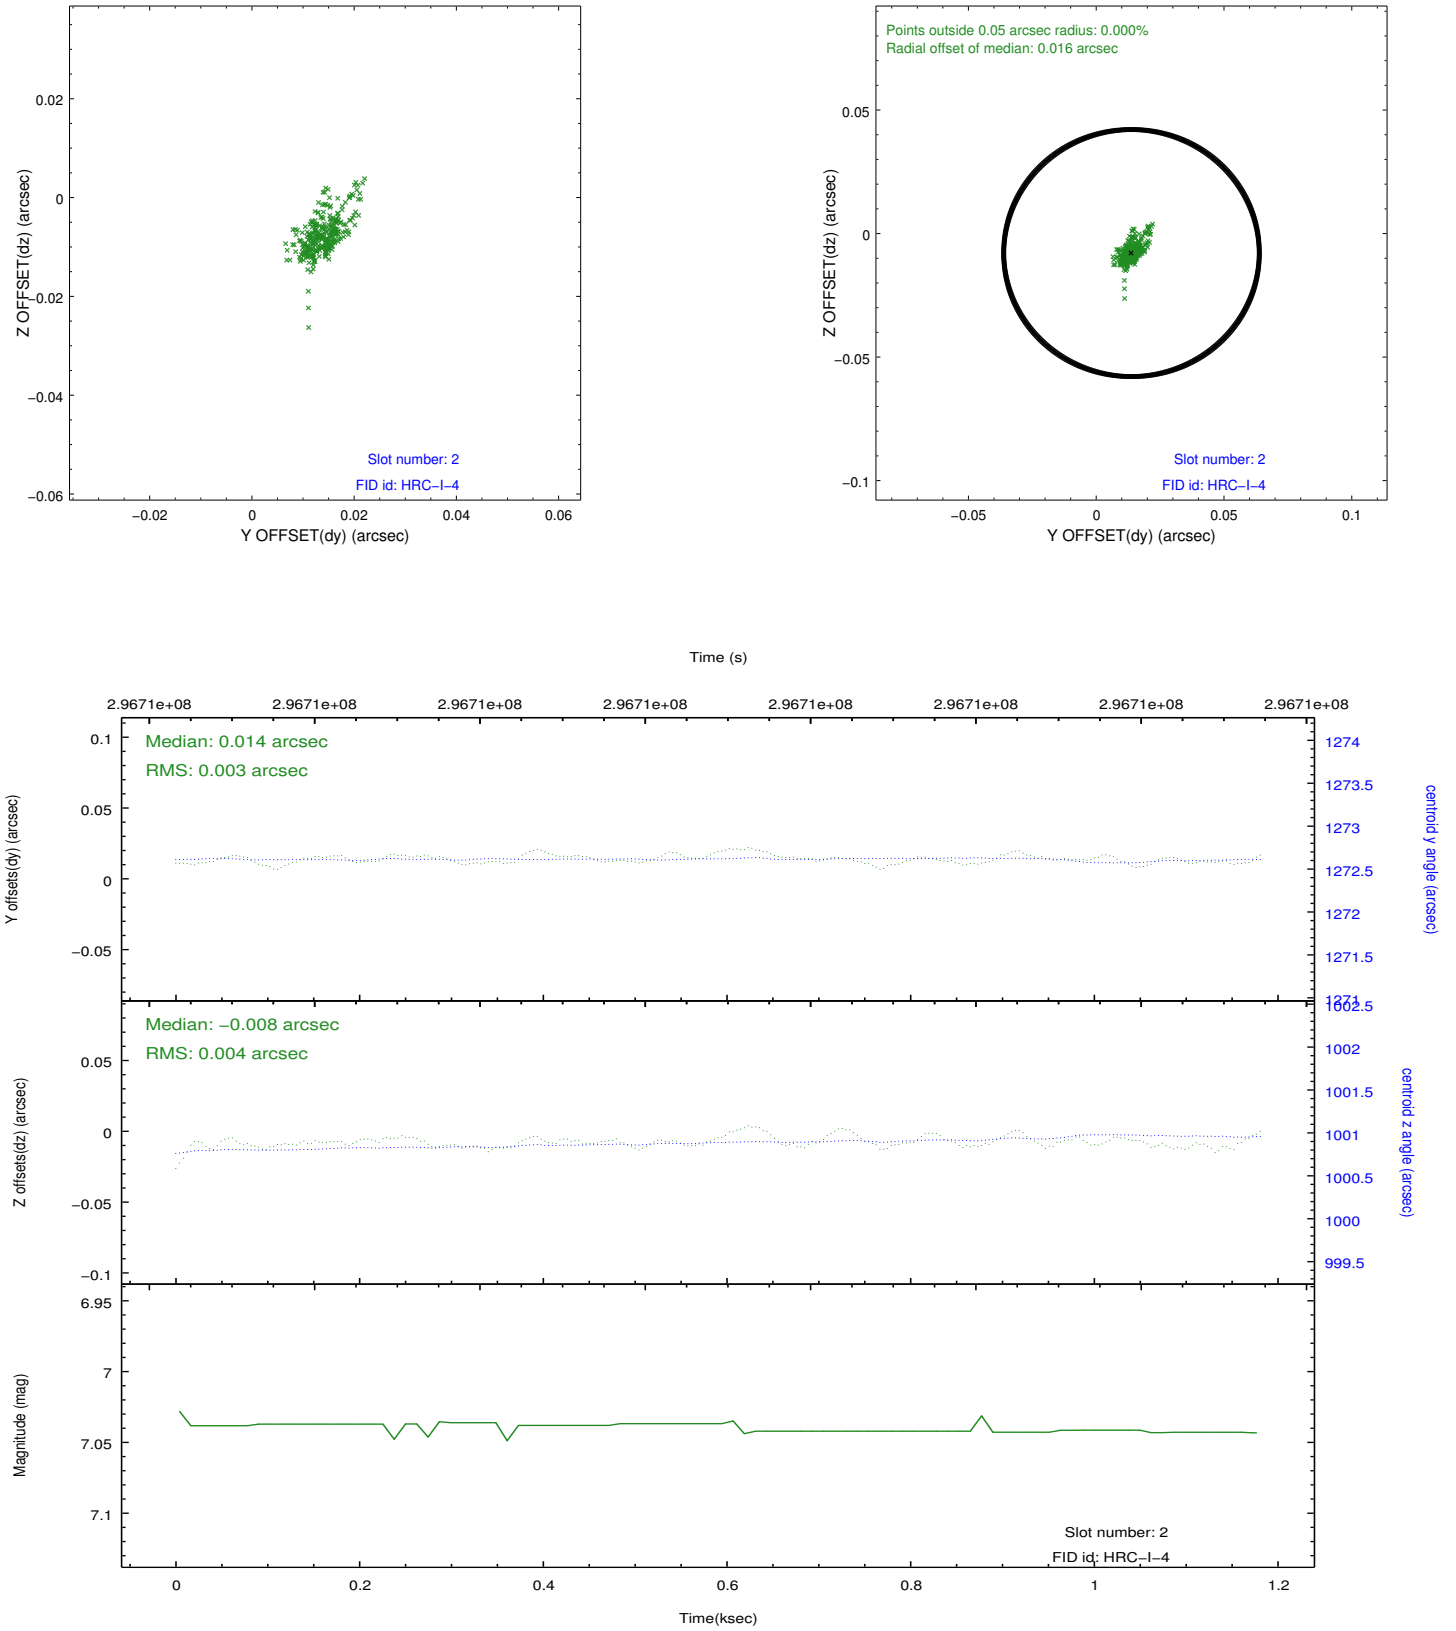 0.02
0
−0.02
−0.04
−0.06
Z OFFSET(dz) (arcsec)
Slot number: 2
FID id: HRC−I−4
−0.02
0
0.02
0.04
0.06
Y OFFSET(dy) (arcsec)
Points outside 0.05 arcsec radius: 0.000%
Radial offset of median: 0.016 arcsec
0.05
0
−0.05
−0.1
Z OFFSET(dz) (arcsec)
Slot number: 2
FID id: HRC−I−4
−0.05
0
0.05
0.1
Y OFFSET(dy) (arcsec)
Time (s)
2.9671e+08 2.9671e+08 2.9671e+08 2.9671e+08 2.9671e+08 2.9671e+08 2.9671e+08 2.9671e+08
Median: 0.014 arcsec
RMS: 0.003 arcsec
0.1
0.05
0
−0.05
Y offsets(dy) (arcsec)
1274
1273.5
1273
1272.5
1272
1271.5
1271
centroid y angle (arcsec)
Median: −0.008 arcsec
RMS: 0.004 arcsec
0.05
0
−0.05
−0.1
Z offsets(dz) (arcsec)
1002.5
1002
1001.5
1001
1000.5
1000
999.5
centroid z angle (arcsec)
6.95
7
7.05
7.1
Magnitude (mag)
Slot number: 2
FID id: HRC−I−4
0
0.2
0.4
0.6
0.8
1
1.2
Time(ksec)